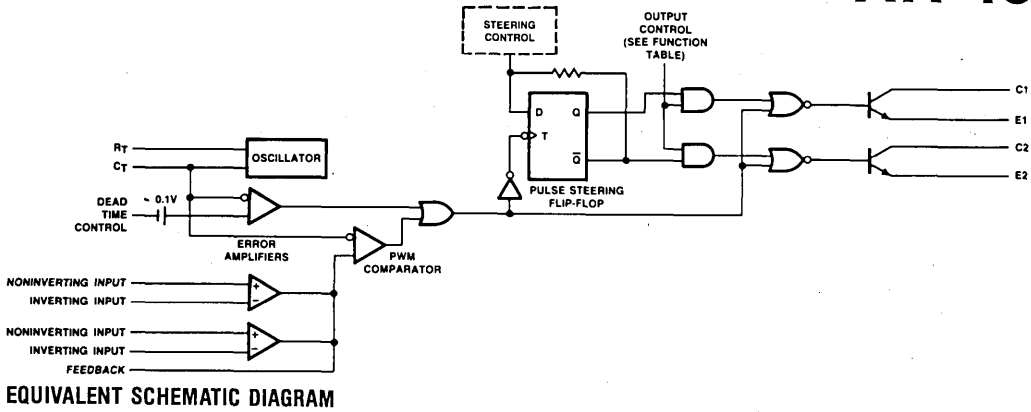 STEERING
CONTROL
OUTPUT
CONTROL
(SEE FUNCTION
TABLE)
D
Q
T
Q̅
PULSE STEERING
FLIP-FLOP
C1
E1
C2
E2
RT
CT
OSCILLATOR
DEAD
TIME
CONTROL
~ 0.1V
ERROR
AMPLIFIERS
PWM
COMPARATOR
NONINVERTING INPUT
+
INVERTING INPUT
−
NONINVERTING INPUT
+
INVERTING INPUT
−
FEEDBACK
EQUIVALENT SCHEMATIC DIAGRAM